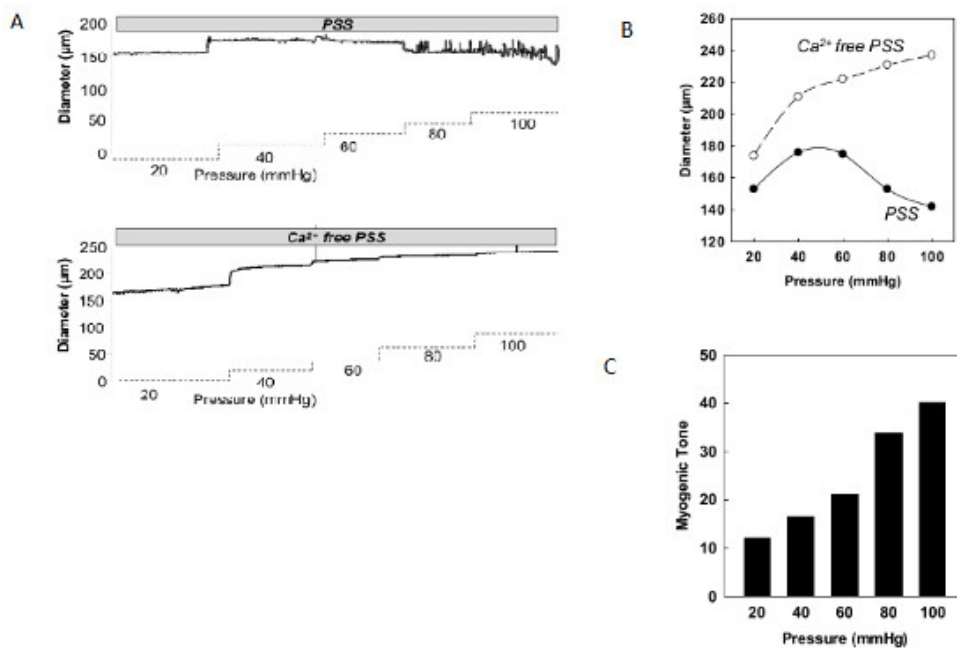 A
200
PSS
Diameter (µm)
150
100
50
0
20
40
60
80
100
Pressure (mmHg)
250
Ca²⁺ free PSS
Diameter (µm)
200
150
100
50
0
20
40
60
80
100
Pressure (mmHg)
B
260
240
220
200
180
160
140
120
Diameter (µm)
Ca²⁺ free PSS
PSS
20 40 60 80 100
Pressure (mmHg)
C
50
40
30
20
10
0
Myogenic Tone
20 40 60 80 100
Pressure (mmHg)